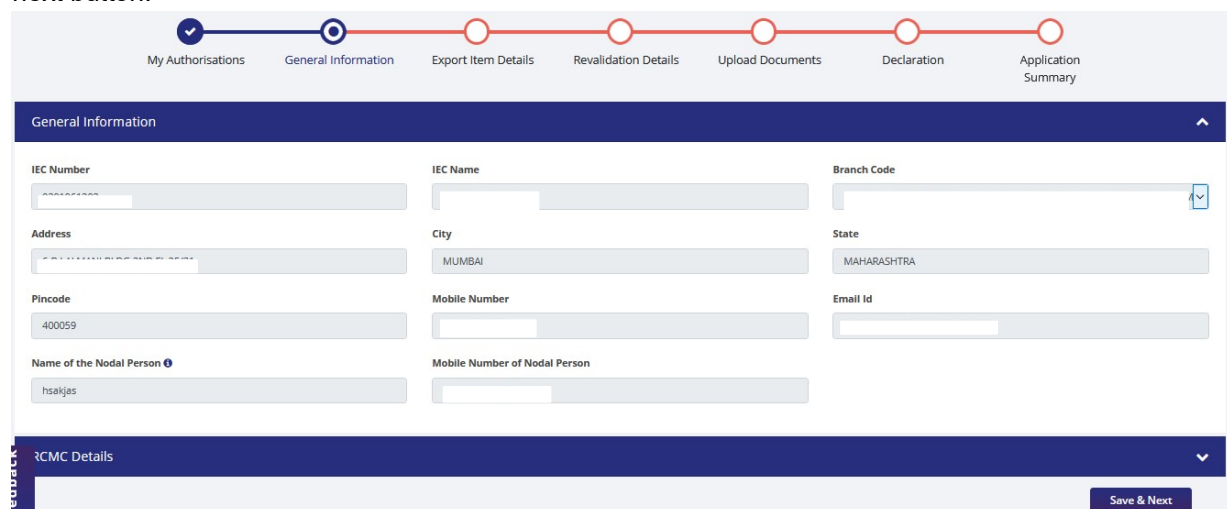 next button.
My Authorisations General Information Export Item Details Revalidation Details Upload Documents Declaration Application
Summary
General Information
IEC Number IEC Name Branch Code
Address City State
MUMBAI MAHARASHTRA
Pincode Mobile Number Email Id
400059
Name of the Nodal Person Mobile Number of Nodal Person
hsakjas
RCMC Details
Save & Next